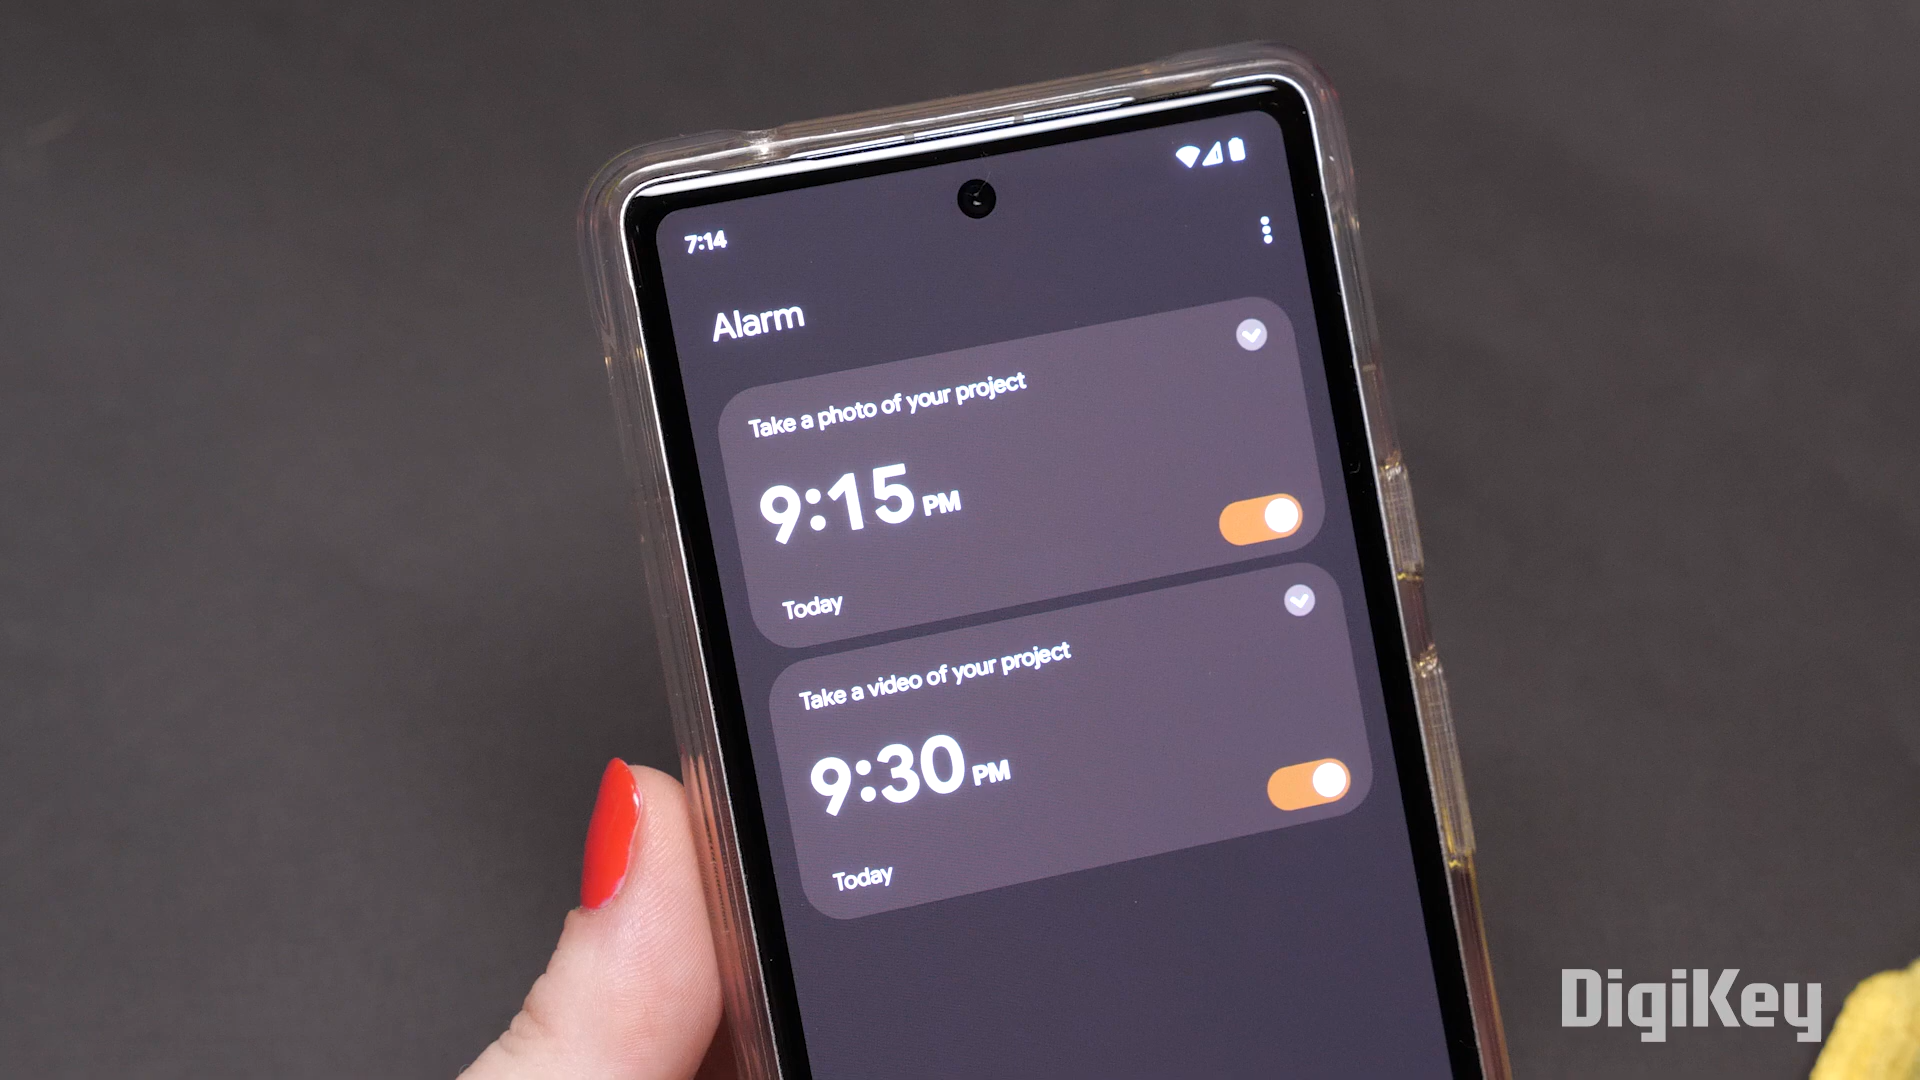 7:14
Alarm
Take a photo of your project
9:15 PM
Today
Take a video of your project
9:30 PM
Today
DigiKey